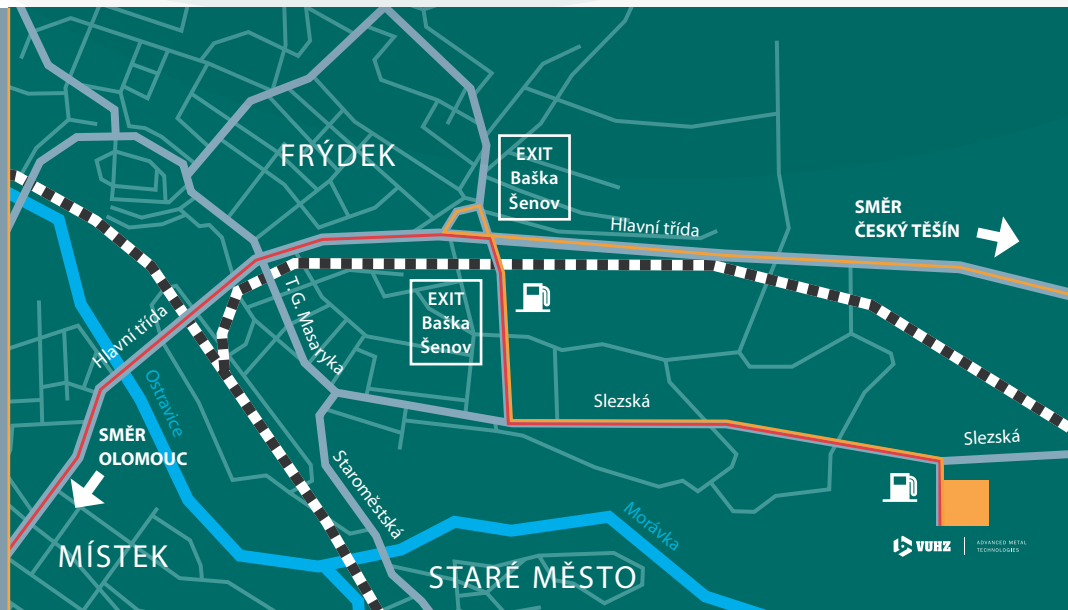 FRÝDEK
EXIT
Baška
Šenov
Hlavní třída
SMĚR
ČESKÝ TĚŠÍN
T. G. Masaryka
EXIT
Baška
Šenov
Hlavní třída
Ostravice
Slezská
Slezská
SMĚR
OLOMOUC
Staroměstská
Morávka
MÍSTEK
STARÉ MĚSTO
VUHZ
ADVANCED METAL
TECHNOLOGIES